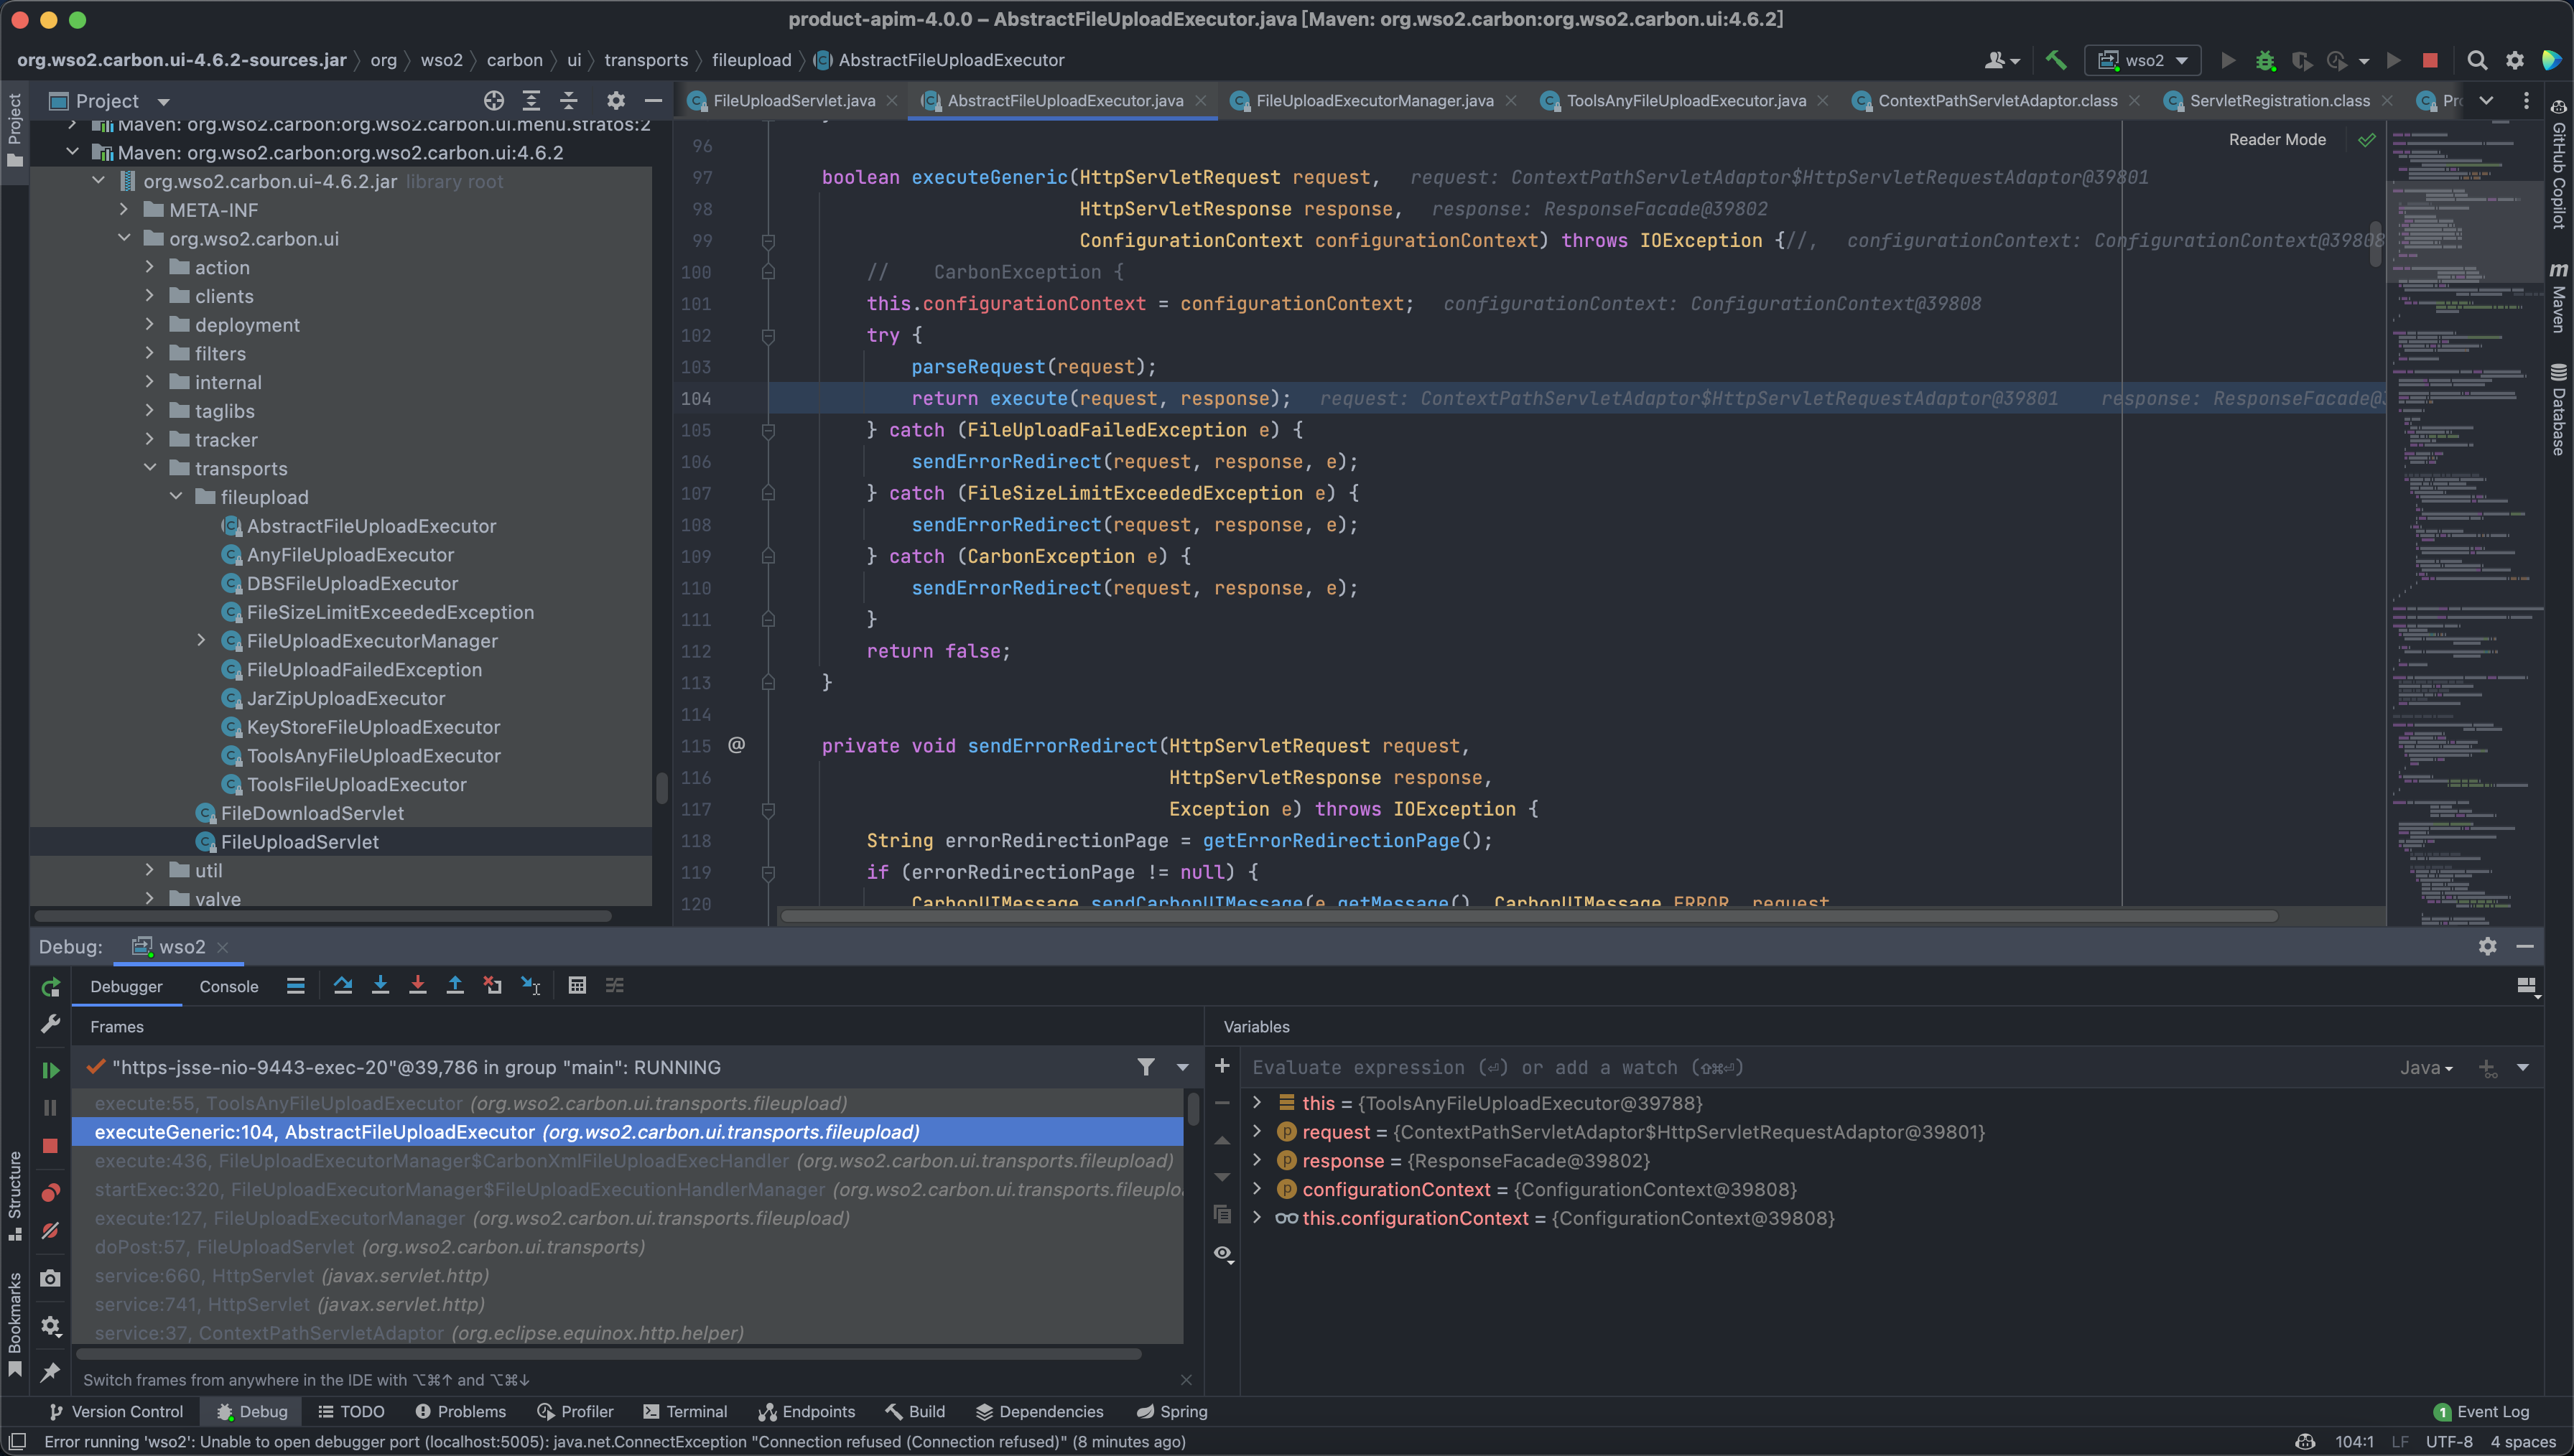 product-apim-4.0.0 – AbstractFileUploadExecutor.java [Maven: org.wso2.carbon:org.wso2.carbon.ui:4.6.2]
org.wso2.carbon.ui-4.6.2-sources.jar 〉 org 〉 wso2 〉 carbon 〉 ui 〉 transports 〉 fileupload 〉 AbstractFileUploadExecutor
wso2
Project
FileUploadServlet.java
AbstractFileUploadExecutor.java
FileUploadExecutorManager.java
ToolsAnyFileUploadExecutor.java
ContextPathServletAdaptor.class
ServletRegistration.class
Project
Maven: org.wso2.carbon:org.wso2.carbon.ui.menu.stratos:2
Maven: org.wso2.carbon:org.wso2.carbon.ui:4.6.2
org.wso2.carbon.ui-4.6.2.jar library root
META-INF
org.wso2.carbon.ui
action
clients
deployment
filters
internal
taglibs
tracker
transports
fileupload
AbstractFileUploadExecutor
AnyFileUploadExecutor
DBSFileUploadExecutor
FileSizeLimitExceededException
FileUploadExecutorManager
FileUploadFailedException
JarZipUploadExecutor
KeyStoreFileUploadExecutor
ToolsAnyFileUploadExecutor
ToolsFileUploadExecutor
FileDownloadServlet
FileUploadServlet
util
valve
Reader Mode
96
97 boolean executeGeneric(HttpServletRequest request, request: ContextPathServletAdaptor$HttpServletRequestAdaptor@39801
98 HttpServletResponse response, response: ResponseFacade@39802
99 ConfigurationContext configurationContext) throws IOException {//, configurationContext: ConfigurationContext@39808
100 // CarbonException {
101 this.configurationContext = configurationContext; configurationContext: ConfigurationContext@39808
102 try {
103 parseRequest(request);
104 return execute(request, response); request: ContextPathServletAdaptor$HttpServletRequestAdaptor@39801 response: ResponseFacade@
105 } catch (FileUploadFailedException e) {
106 sendErrorRedirect(request, response, e);
107 } catch (FileSizeLimitExceededException e) {
108 sendErrorRedirect(request, response, e);
109 } catch (CarbonException e) {
110 sendErrorRedirect(request, response, e);
111 }
112 return false;
113 }
114
115 @ private void sendErrorRedirect(HttpServletRequest request,
116 HttpServletResponse response,
117 Exception e) throws IOException {
118 String errorRedirectionPage = getErrorRedirectionPage();
119 if (errorRedirectionPage != null) {
120 CarbonUIMessage.sendCarbonUIMessage(e.getMessage(), CarbonUIMessage.ERROR, request,
GitHub Copilot
Maven
Database
Debug: wso2
Debugger
Console
Frames
"https-jsse-nio-9443-exec-20"@39,786 in group "main": RUNNING
execute:55, ToolsAnyFileUploadExecutor (org.wso2.carbon.ui.transports.fileupload)
executeGeneric:104, AbstractFileUploadExecutor (org.wso2.carbon.ui.transports.fileupload)
execute:436, FileUploadExecutorManager$CarbonXmlFileUploadExecHandler (org.wso2.carbon.ui.transports.fileupload)
startExec:320, FileUploadExecutorManager$FileUploadExecutionHandlerManager (org.wso2.carbon.ui.transports.fileuplo
execute:127, FileUploadExecutorManager (org.wso2.carbon.ui.transports.fileupload)
doPost:57, FileUploadServlet (org.wso2.carbon.ui.transports)
service:660, HttpServlet (javax.servlet.http)
service:741, HttpServlet (javax.servlet.http)
service:37, ContextPathServletAdaptor (org.eclipse.equinox.http.helper)
Switch frames from anywhere in the IDE with ⌥⌘↑ and ⌥⌘↓
Variables
Evaluate expression (⏎) or add a watch (⇧⌘⏎)
Java
this = {ToolsAnyFileUploadExecutor@39788}
request = {ContextPathServletAdaptor$HttpServletRequestAdaptor@39801}
response = {ResponseFacade@39802}
configurationContext = {ConfigurationContext@39808}
this.configurationContext = {ConfigurationContext@39808}
Structure
Bookmarks
Version Control
Debug
TODO
Problems
Profiler
Terminal
Endpoints
Build
Dependencies
Spring
1 Event Log
Error running 'wso2': Unable to open debugger port (localhost:5005): java.net.ConnectException "Connection refused (Connection refused)" (8 minutes ago)
104:1 LF UTF-8 4 spaces